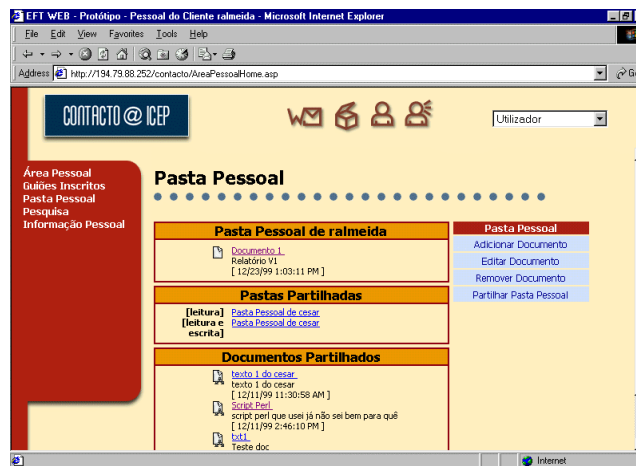 EFT WEB - Protótipo - Pessoal do Cliente ralmeida - Microsoft Internet Explorer
File Edit View Favorites Tools Help
Address http://194.79.88.252/contacto/AreaPessoalHome.asp
CONTACTO @ ICEP
Utilizador
Área Pessoal
Guiões Inscritos
Pasta Pessoal
Pesquisa
Informação Pessoal
Pasta Pessoal
Pasta Pessoal de ralmeida
Documento 1
Relatório V1
[ 12/23/99 1:03:11 PM ]
Pastas Partilhadas
[leitura] Pasta Pessoal de cesar
[leitura e escrita] Pasta Pessoal de cesar
Documentos Partilhados
texto 1 do cesar
texto 1 do cesar
[ 12/11/99 11:30:58 AM ]
Script Perl
script perl que usei já não sei bem para quê
[ 12/11/99 2:46:10 PM ]
txt1
Teste doc
Pasta Pessoal
Adicionar Documento
Editar Documento
Remover Documento
Partilhar Pasta Pessoal
Internet